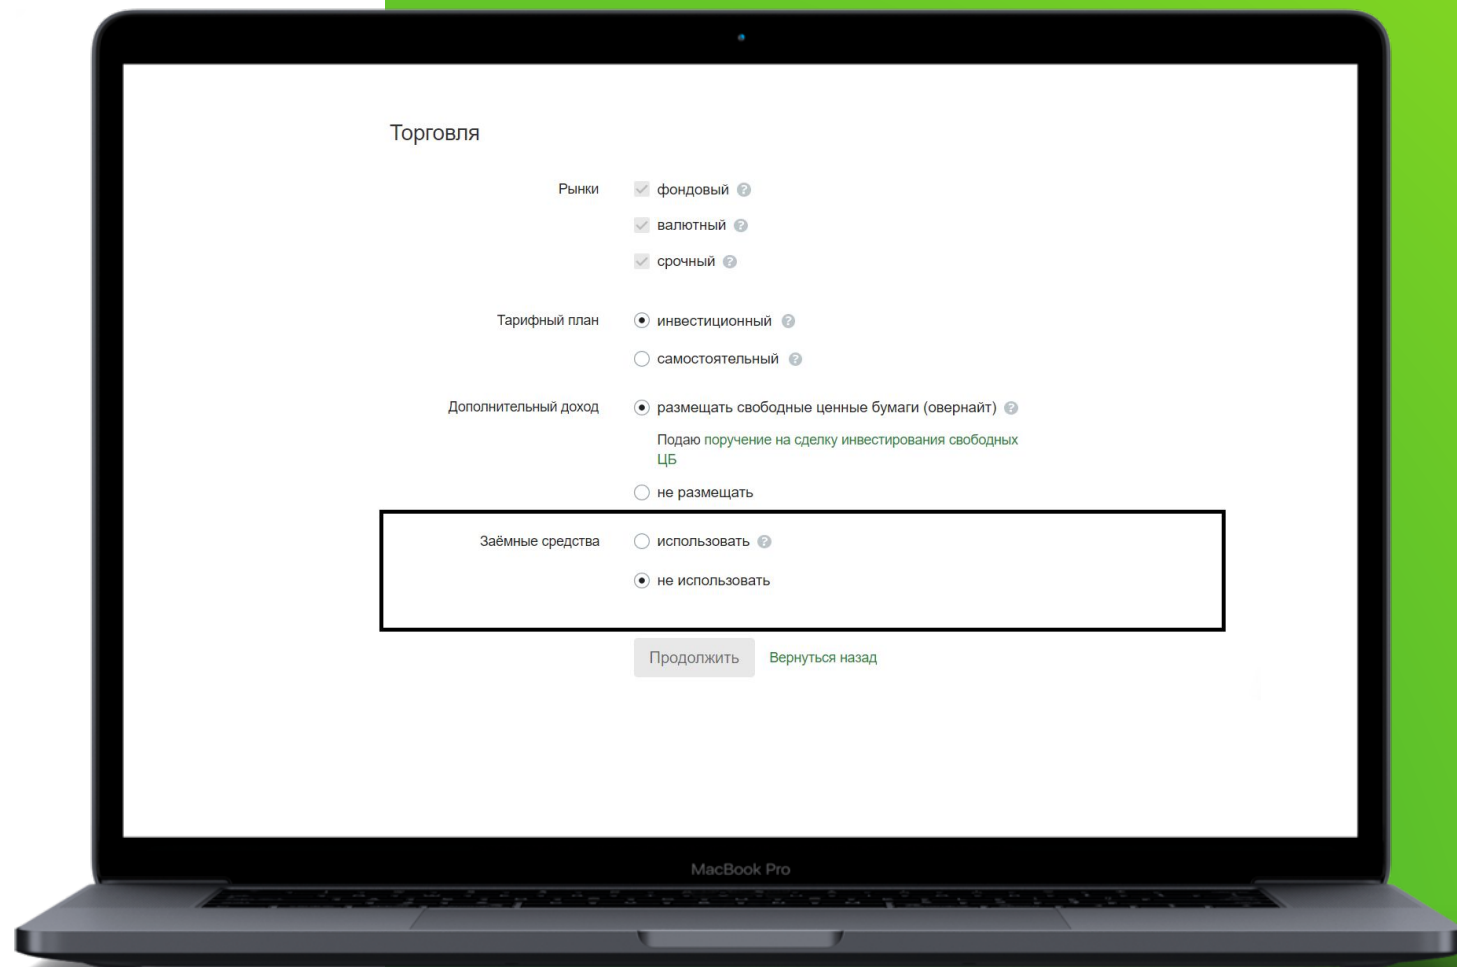 Торговля
Рынки фондовый ?
валютный ?
срочный ?
Тарифный план инвестиционный ?
самостоятельный ?
Дополнительный доход размещать свободные ценные бумаги (овернайт) ?
Подаю поручение на сделку инвестирования свободных
ЦБ
не размещать
Заёмные средства использовать ?
не использовать
Продолжить Вернуться назад
MacBook Pro